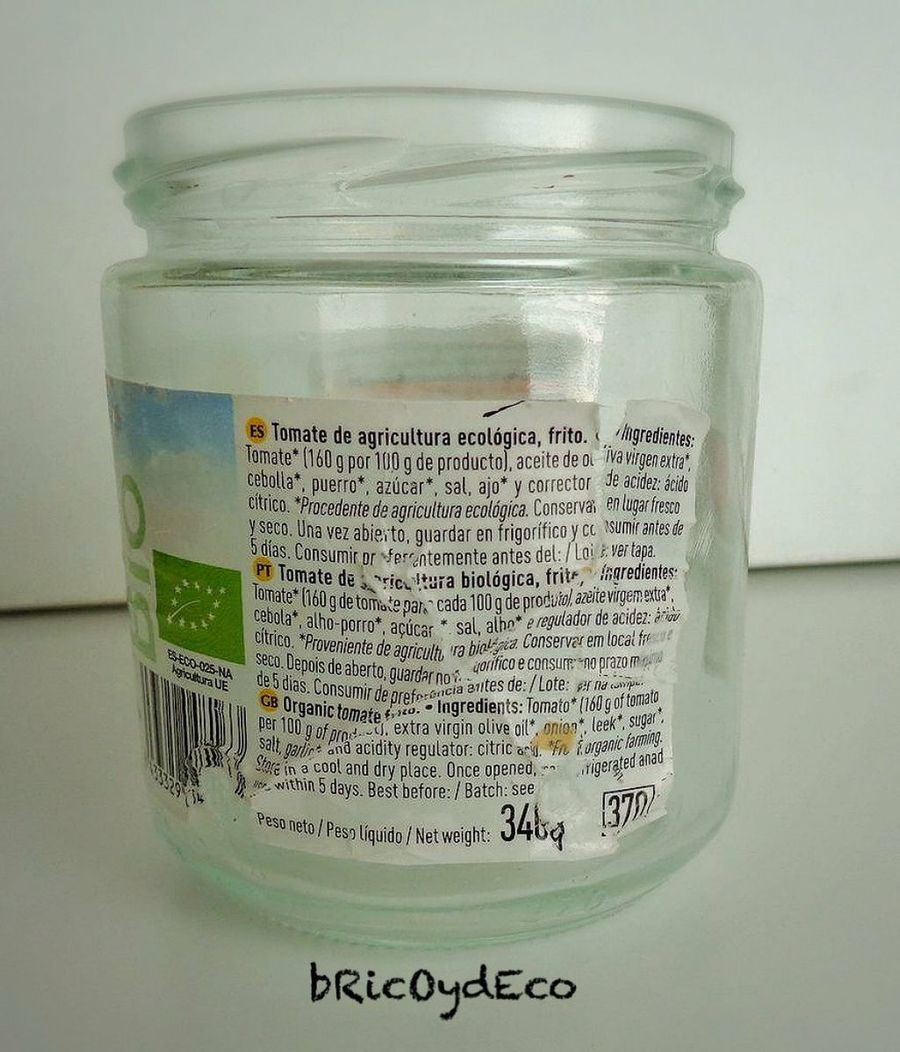 BIO
ES Tomate de agricultura ecológica, frito. Ingredientes:
Tomate* (160 g por 100 g de producto), aceite de oliva virgen extra*,
cebolla*, puerro*, azúcar*, sal, ajo* y corrector de acidez: ácido
cítrico. *Procedente de agricultura ecológica. Conservar en lugar fresco
y seco. Una vez abierto, guardar en frigorífico y consumir antes de
5 días. Consumir preferentemente antes del: / Lote: ver tapa.
PT Tomate de agricultura biológica, frito. Ingredientes:
Tomate* (160 g de tomate para cada 100 g de produto), azeite virgem extra*,
cebola*, alho-porro*, açúcar*, sal, alho* e regulador de acidez: ácido
cítrico. *Proveniente de agricultura biológica. Conservar em local fresco e
seco. Depois de aberto, guardar no frigorífico e consumir no prazo
de 5 dias. Consumir de preferência antes de: / Lote: ver na
GB Organic tomate • Ingredients: Tomato* (160 g of tomato
per 100 g of), extra virgin olive oil*, onion*, leek*, sugar*,
salt, garlic* and acidity regulator: citric organic farming.
Store in a cool and dry place. Once opened, anad
within 5 days. Best before: / Batch: see
Peso neto / Peso líquido / Net weight: 340g
370
ES-ECO-025-NA
Agricultura UE
bRicOydEco